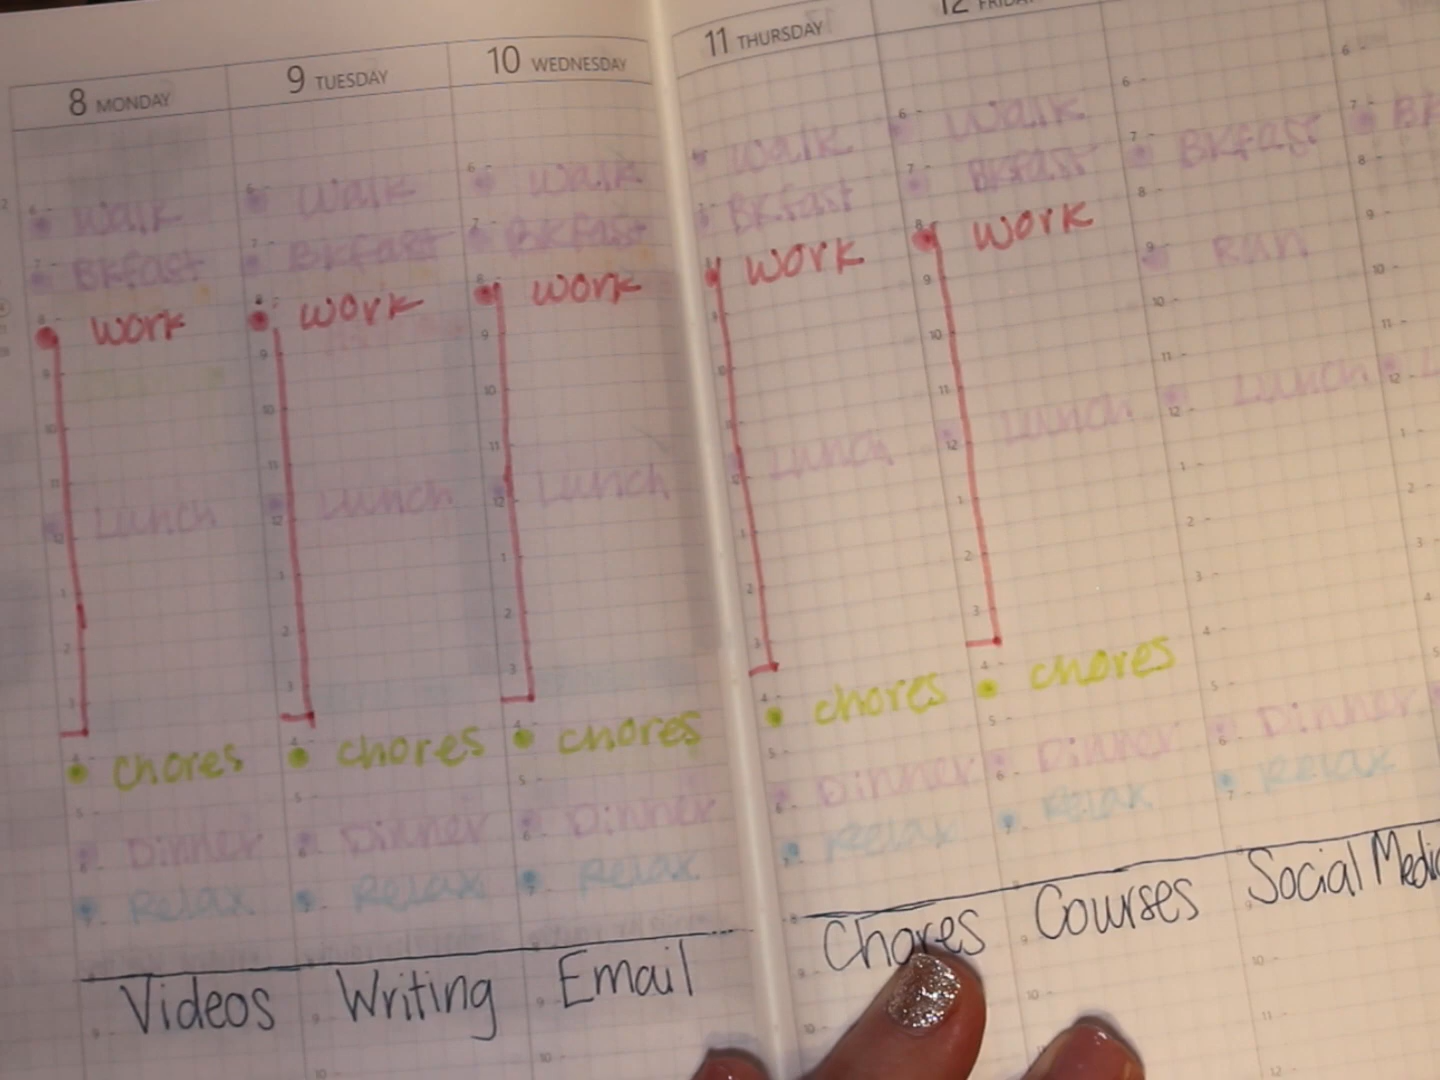 8 MONDAY 9 TUESDAY 10 WEDNESDAY 11 THURSDAY 12
Walk Walk Walk Walk Walk
Bkfast Bkfast Bkfast Bkfast Bkfast Bkfast
work work work work work
Run
Lunch Lunch Lunch Lunch Lunch Lunch
chores chores chores chores chores
Dinner Dinner Dinner Dinner Dinner Dinner
Relax Relax Relax Relax Relax Relax
Videos Writing Email Chores Courses Social Media